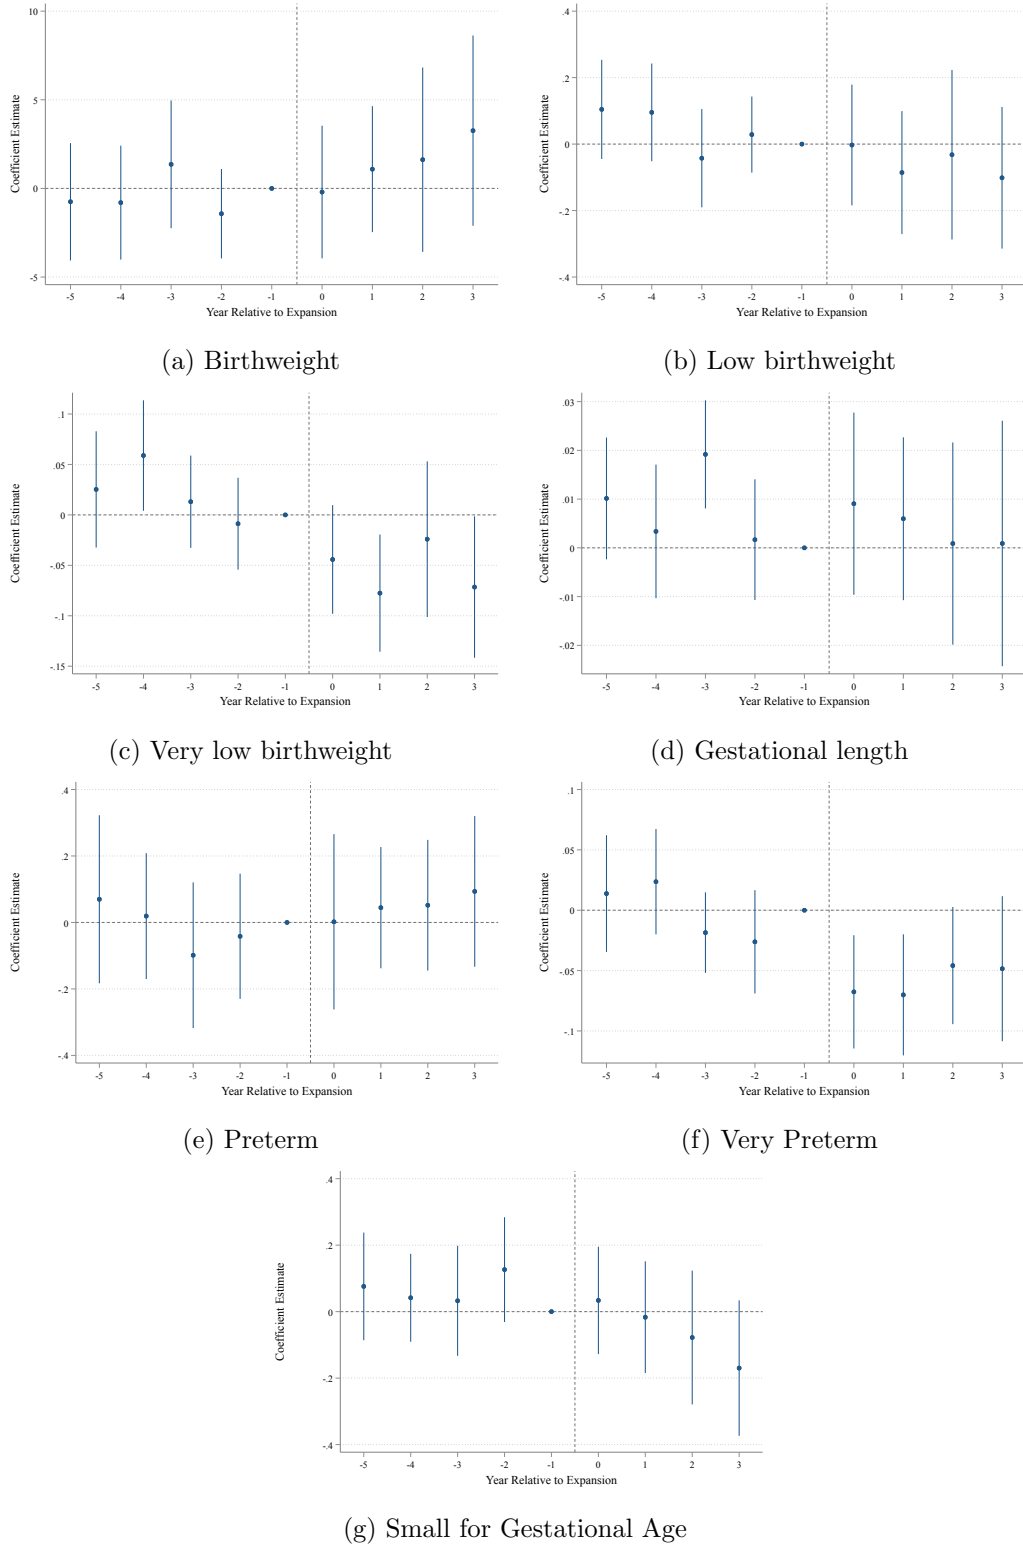 10
5
0
-5
Coefficient Estimate
-5 -4 -3 -2 -1 0 1 2 3
Year Relative to Expansion
(a) Birthweight
.4
.2
0
-.2
-.4
Coefficient Estimate
-5 -4 -3 -2 -1 0 1 2 3
Year Relative to Expansion
(b) Low birthweight
.1
.05
0
-.05
-.1
-.15
Coefficient Estimate
-5 -4 -3 -2 -1 0 1 2 3
Year Relative to Expansion
(c) Very low birthweight
.03
.02
.01
0
-.01
-.02
Coefficient Estimate
-5 -4 -3 -2 -1 0 1 2 3
Year Relative to Expansion
(d) Gestational length
.4
.2
0
-.2
-.4
Coefficient Estimate
-5 -4 -3 -2 -1 0 1 2 3
Year Relative to Expansion
(e) Preterm
.1
.05
0
-.05
-.1
Coefficient Estimate
-5 -4 -3 -2 -1 0 1 2 3
Year Relative to Expansion
(f) Very Preterm
.4
.2
0
-.2
-.4
Coefficient Estimate
-5 -4 -3 -2 -1 0 1 2 3
Year Relative to Expansion
(g) Small for Gestational Age